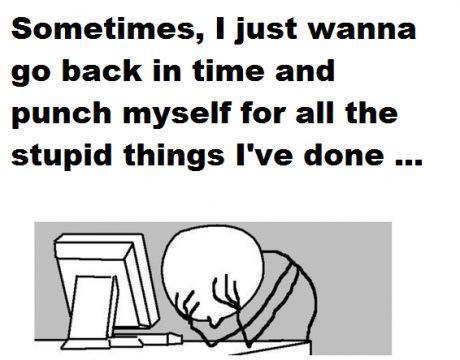 Sometimes, I just wanna
go back in time and
punch myself for all the
stupid things I've done ...